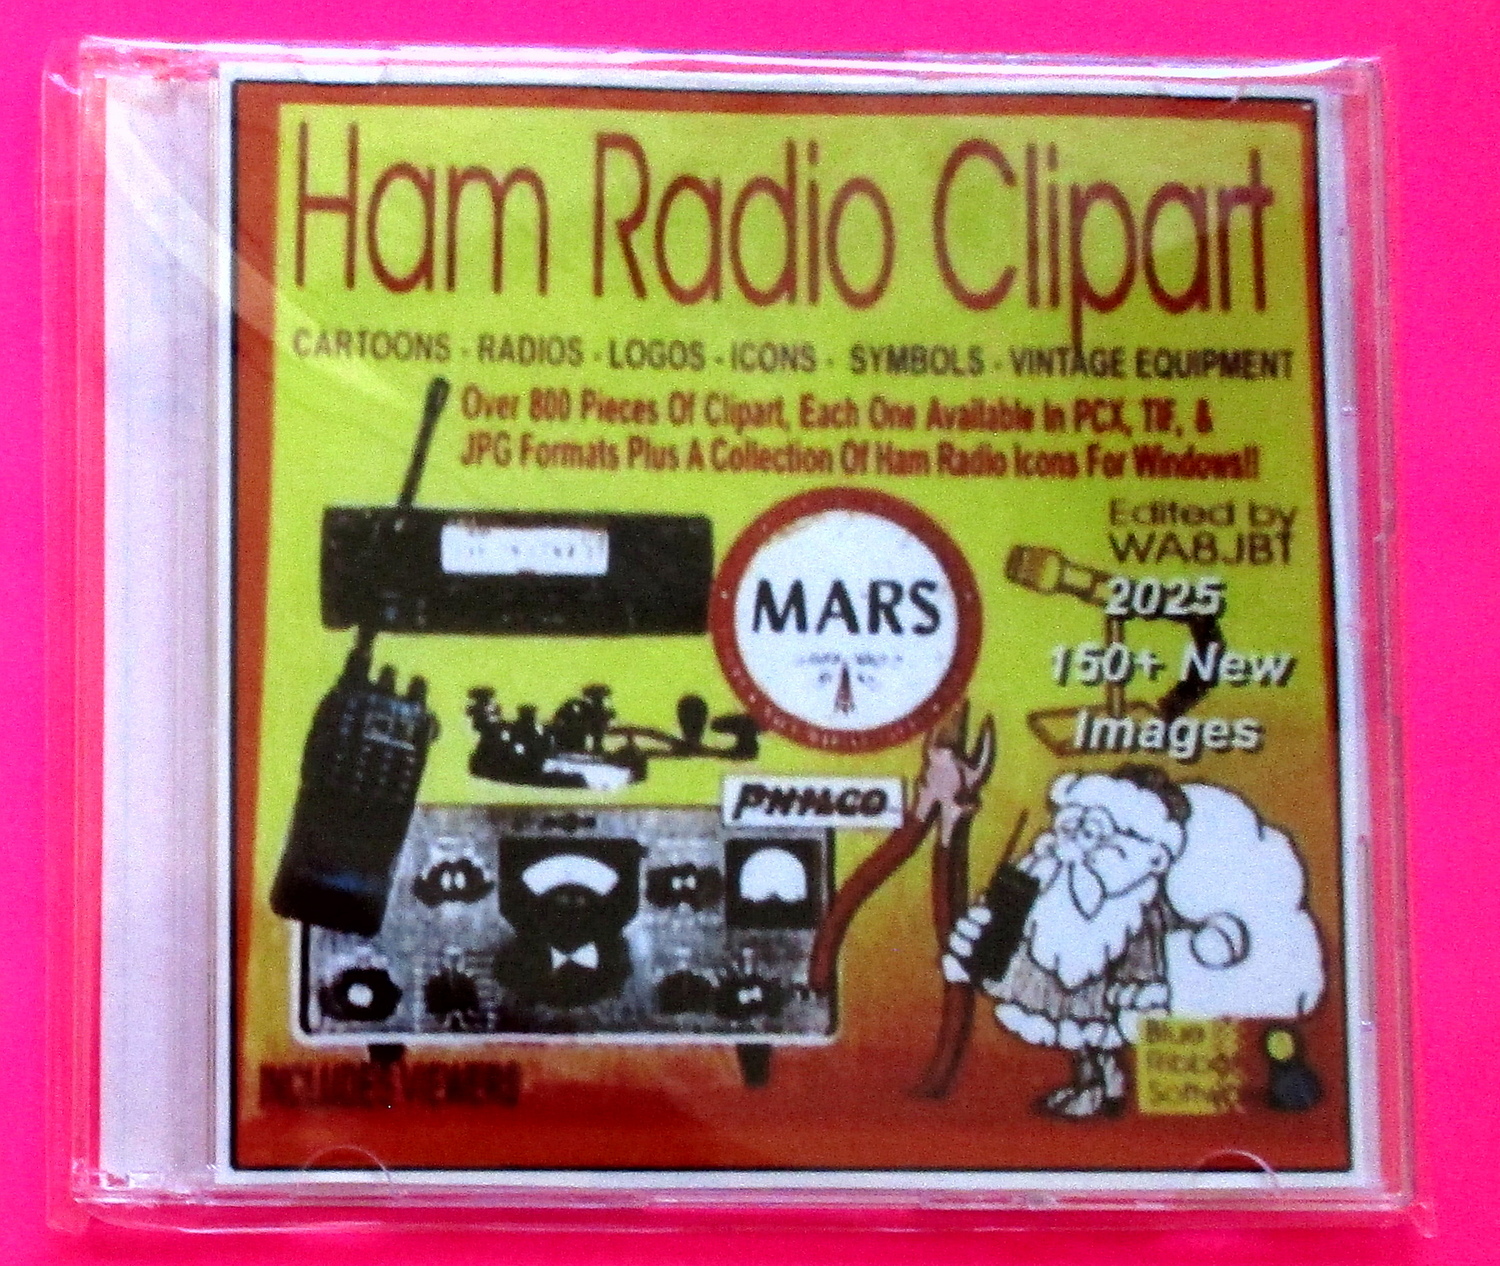 Ham Radio Clipart
CARTOONS - RADIOS - LOGOS - ICONS - SYMBOLS - VINTAGE EQUIPMENT
Over 800 Pieces Of Clipart, Each One Available In PCX, TIF, &
JPG Formats Plus A Collection Of Ham Radio Icons For Windows!!
Edited by
WA8JBT
2025
150+ New
Images
MARS
PHILCO
INCLUDES VIEWERS
Blue